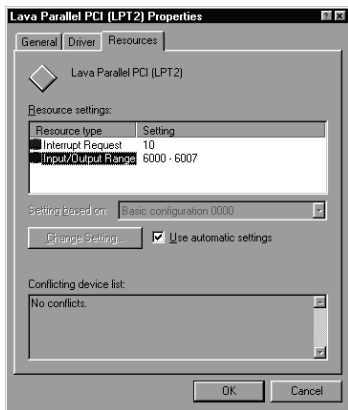 Lava Parallel PCI (LPT2) Properties
General Driver Resources
Lava Parallel PCI (LPT2)
Resource settings:
Resource type Setting
Interrupt Request 10
Input/Output Range 6000 - 6007
Setting based on: Basic configuration 0000
Change Setting... Use automatic settings
Conflicting device list:
No conflicts.
OK Cancel